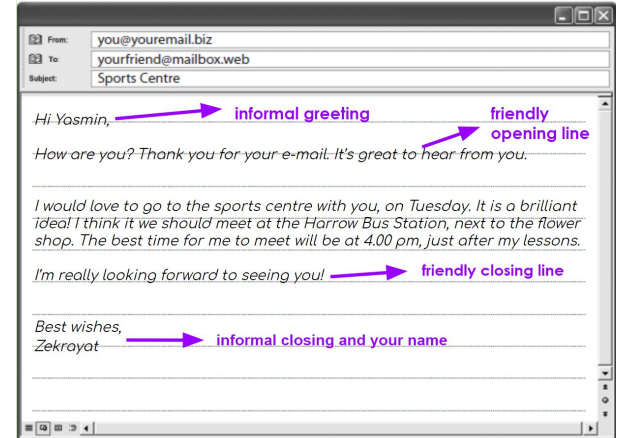 From: you@youremail.biz
To: yourfriend@mailbox.web
Subject: Sports Centre
Hi Yasmin,
informal greeting
friendly
opening line
How are you? Thank you for your e-mail. It's great to hear from you.
I would love to go to the sports centre with you, on Tuesday. It is a brilliant
idea! I think it we should meet at the Harrow Bus Station, next to the flower
shop. The best time for me to meet will be at 4.00 pm, just after my lessons.
I'm really looking forward to seeing you!
friendly closing line
Best wishes,
Zekrayat
informal closing and your name